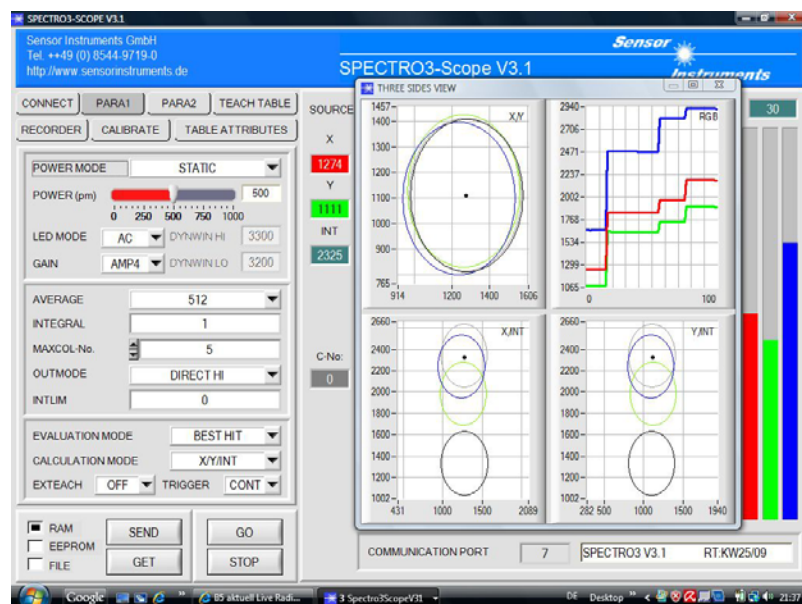 SPECTRO3-SCOPE V3.1
Sensor Instruments GmbH
Tel. ++49 (0) 8544-9719-0
http://www.sensorinstruments.de
SPECTRO3-Scope V3.1
Sensor
Instruments
CONNECT PARA1 PARA2 TEACH TABLE
RECORDER CALIBRATE TABLE ATTRIBUTES
POWER MODE STATIC
POWER (pm) 500
0 250 500 750 1000
LED MODE AC DYNWIN HI 3300
GAIN AMP4 DYNWIN LO 3200
AVERAGE 512
INTEGRAL 1
MAXCOL-No. 5
OUTMODE DIRECT HI
INTLIM 0
EVALUATION MODE BEST HIT
CALCULATION MODE X/Y/INT
EXTEACH OFF TRIGGER CONT
RAM
EEPROM
FILE
SEND GO
GET STOP
SOURCE
X
1274
Y
1111
INT
2325
C-No:
0
30
THREE SIDES VIEW
X,Y
1457
1400
1300
1200
1100
1000
900
765
914 1200 1400 1606
RGB
2940
2706
2471
2237
2002
1768
1534
1299
1065
0 100
X,INT
2660
2400
2200
2000
1800
1600
1400
1200
1002
431 1000 1500 2089
Y,INT
2660
2400
2200
2000
1800
1600
1400
1200
1002
282 500 1000 1500 1940
COMMUNICATION PORT 7 SPECTRO3 V3.1 RT:KW25/09
Google » B5 aktuell Live Radi... 3 Spectro3ScopeV31 DE Desktop » < 21:37